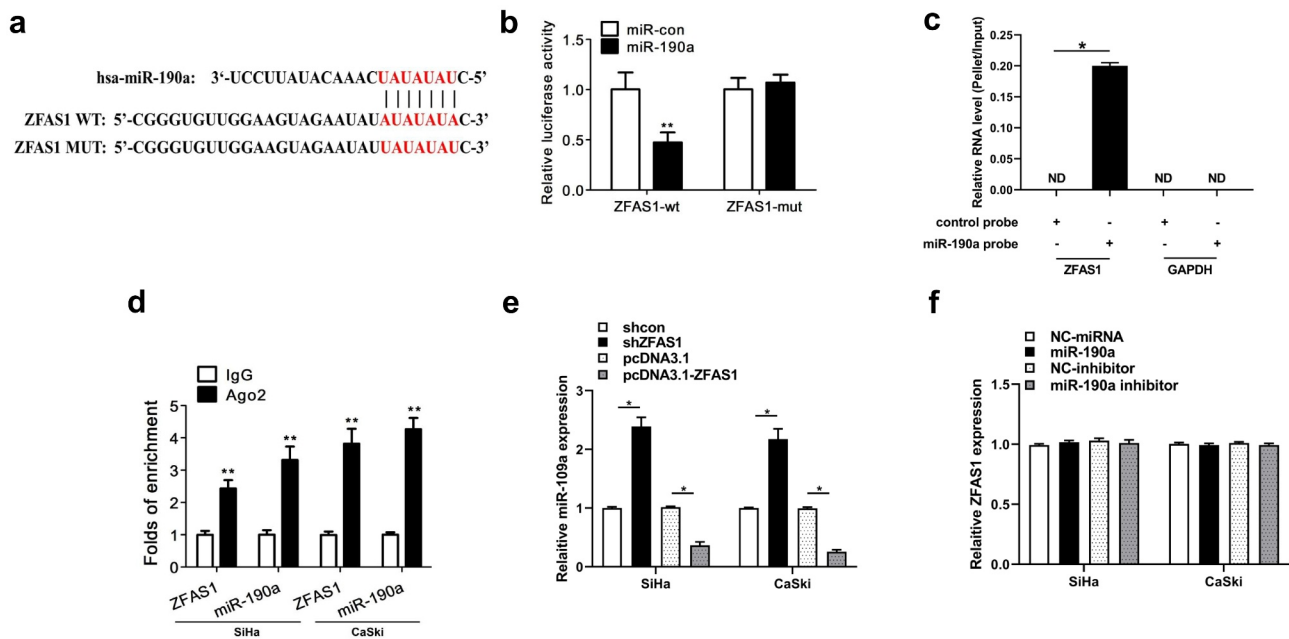 a
hsa-miR-190a: 3‘-UCCUUAUACAAACUAUAUAUC-5’
ZFAS1 WT: 5’-CGGGUGUUGGAAGUAGAAUAUUAUAUAUAC-3’
ZFAS1 MUT: 5’-CGGGUGUUGGAAGUAGAAUAUUAUAUAUC-3’
b
miR-con
miR-190a
Relative luciferase activity
1.5
1.0
0.5
0.0
**
ZFAS1-wt
ZFAS1-mut
c
Relative RNA level (Pellet/Input)
0.25
0.20
0.15
0.10
0.05
0.00
*
ND
ND
ND
control probe + - + -
miR-190a probe - + - +
ZFAS1
GAPDH
d
IgG
Ago2
Folds of enrichment
5
4
3
2
1
0
**
**
**
**
ZFAS1
miR-190a
ZFAS1
miR-190a
SiHa
CaSki
e
shcon
shZFAS1
pcDNA3.1
pcDNA3.1-ZFAS1
Relaitive miR-109a expression
3
2
1
0
*
*
*
*
SiHa
CaSki
f
NC-miRNA
miR-190a
NC-inhibitor
miR-190a inhibitor
Relaitive ZFAS1 expression
1.5
1.0
0.5
0.0
SiHa
CaSki